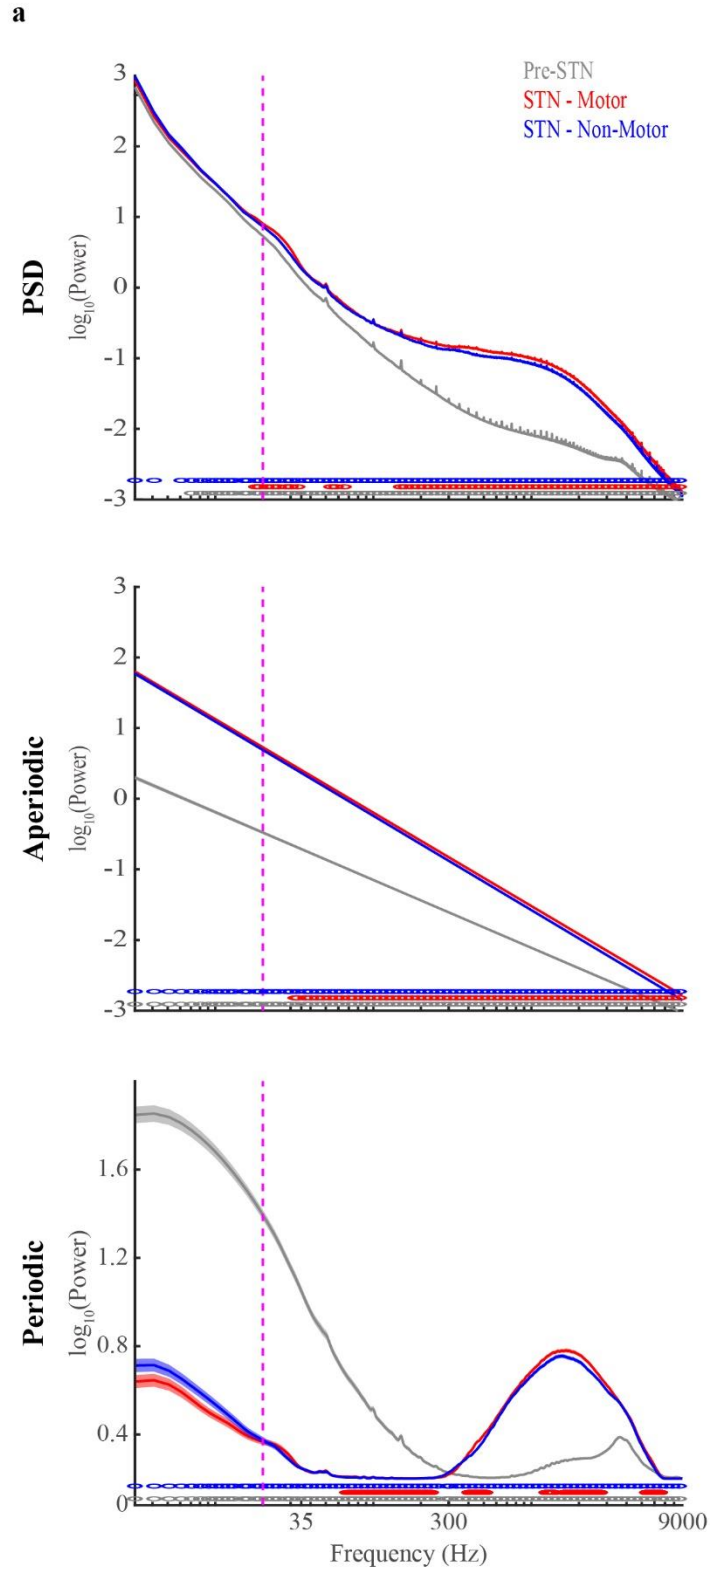 a
Pre-STN
STN - Motor
STN - Non-Motor
PSD
log10(Power)
3
2
1
0
-1
-2
-3
Aperiodic
log10(Power)
3
2
1
0
-1
-2
-3
Periodic
log10(Power)
1.6
1.2
0.8
0.4
0
35
300
9000
Frequency (Hz)